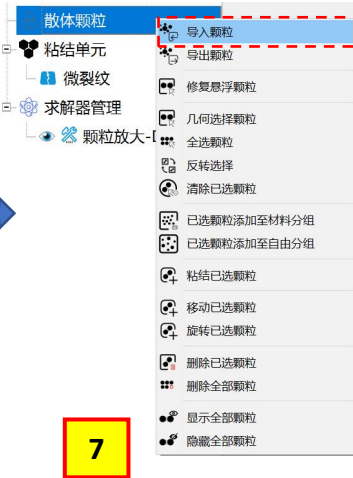 散体颗粒
粘结单元
微裂纹
求解器管理
颗粒放大-D
导入颗粒
导出颗粒
修复悬浮颗粒
几何选择颗粒
全选颗粒
反转选择
清除已选颗粒
已选颗粒添加至材料分组
已选颗粒添加至自由分组
粘结已选颗粒
移动已选颗粒
旋转已选颗粒
删除已选颗粒
删除全部颗粒
显示全部颗粒
隐藏全部颗粒
7